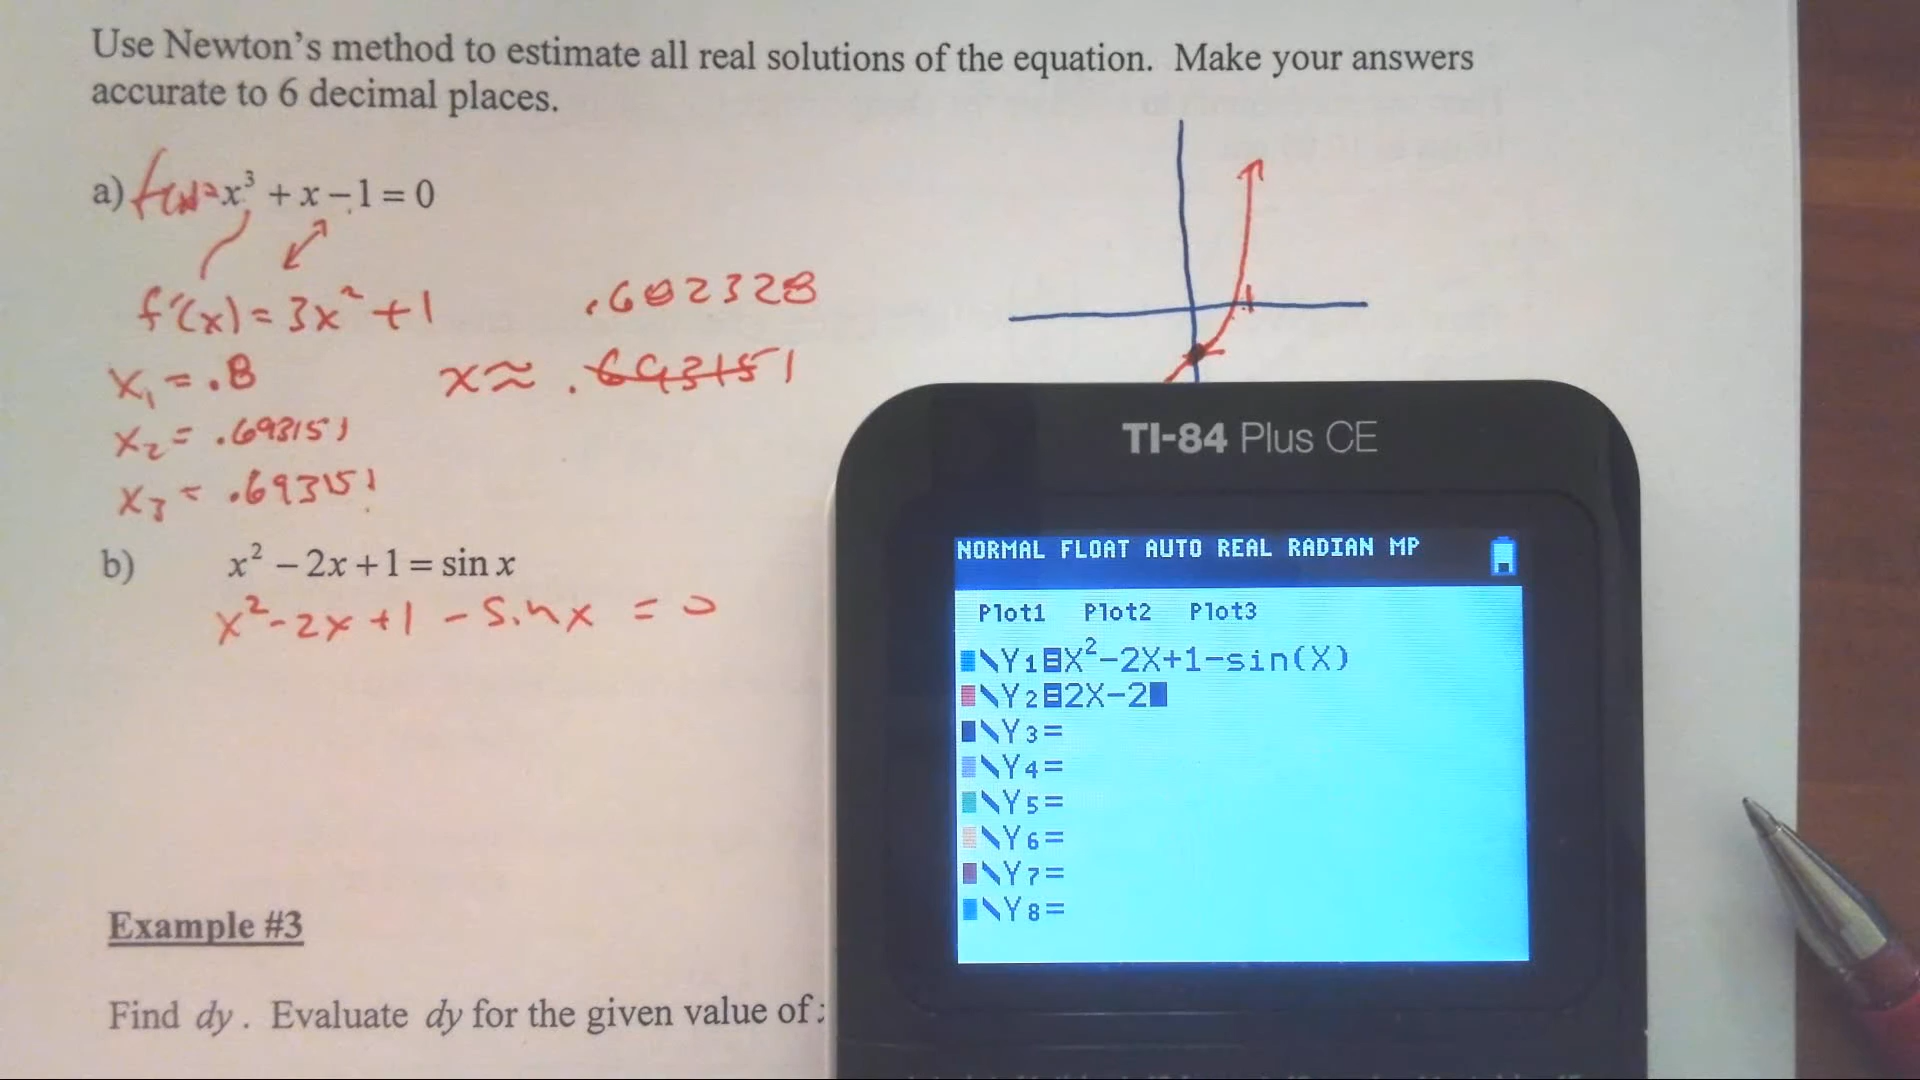 Use Newton's method to estimate all real solutions of the equation. Make your answers
accurate to 6 decimal places.
a) f(x)= x³ + x − 1 = 0
f'(x) = 3x² + 1
.682328
x₁ = .8
x ≈ .693151
x₂ = .693151
x₃ = .693151
b) x² − 2x + 1 = sin x
x² - 2x + 1 - sin x = 0
Example #3
Find dy. Evaluate dy for the given value of
TI-84 Plus CE
NORMAL FLOAT AUTO REAL RADIAN MP
Plot1 Plot2 Plot3
\Y1=X²-2X+1-sin(X)
\Y2=2X-2
\Y3=
\Y4=
\Y5=
\Y6=
\Y7=
\Y8=